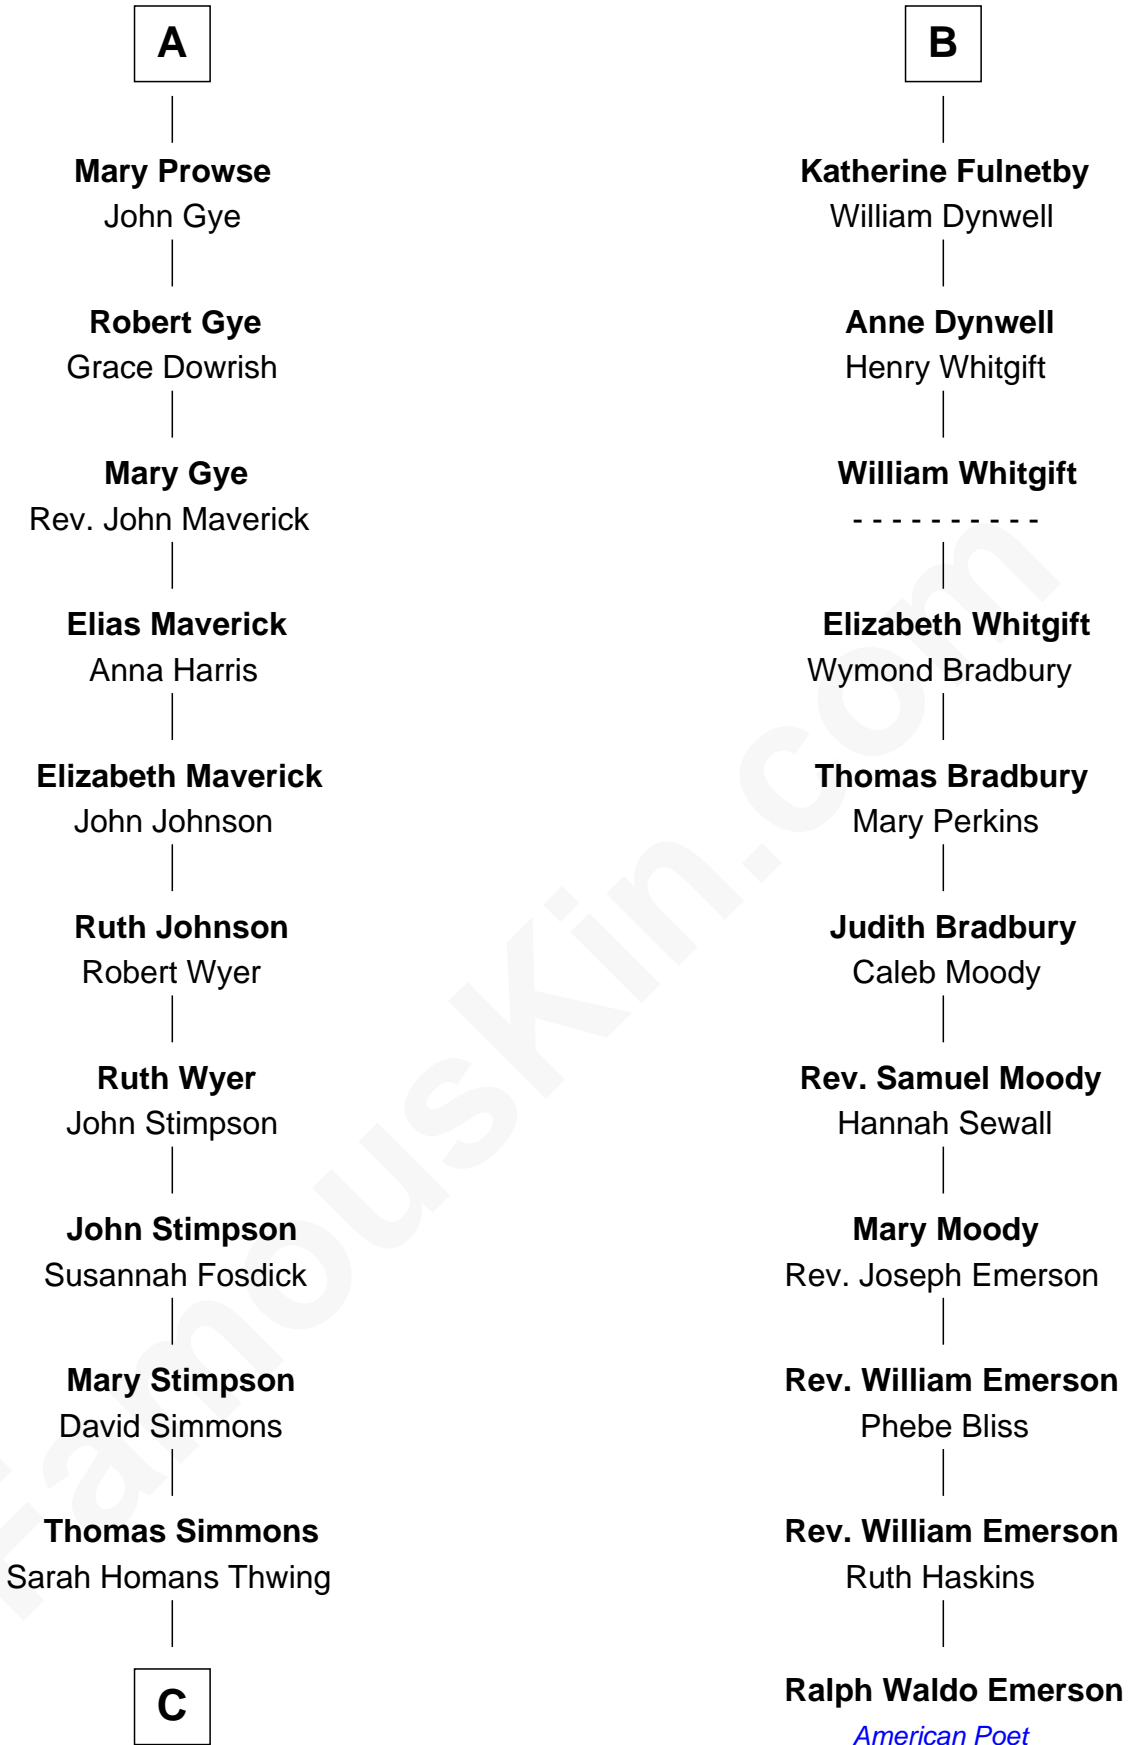 A
Mary Prowse
John Gye
Robert Gye
Grace Dowrish
Mary Gye
Rev. John Maverick
Elias Maverick
Anna Harris
Elizabeth Maverick
John Johnson
Ruth Johnson
Robert Wyer
Ruth Wyer
John Stimpson
John Stimpson
Susannah Fosdick
Mary Stimpson
David Simmons
Thomas Simmons
Sarah Homans Thwing
C
B
Katherine Fulnetby
William Dynwell
Anne Dynwell
Henry Whitgift
William Whitgift
- - - - - - - - - -
Elizabeth Whitgift
Wymond Bradbury
Thomas Bradbury
Mary Perkins
Judith Bradbury
Caleb Moody
Rev. Samuel Moody
Hannah Sewall
Mary Moody
Rev. Joseph Emerson
Rev. William Emerson
Phebe Bliss
Rev. William Emerson
Ruth Haskins
Ralph Waldo Emerson
American Poet
FamousKin.com